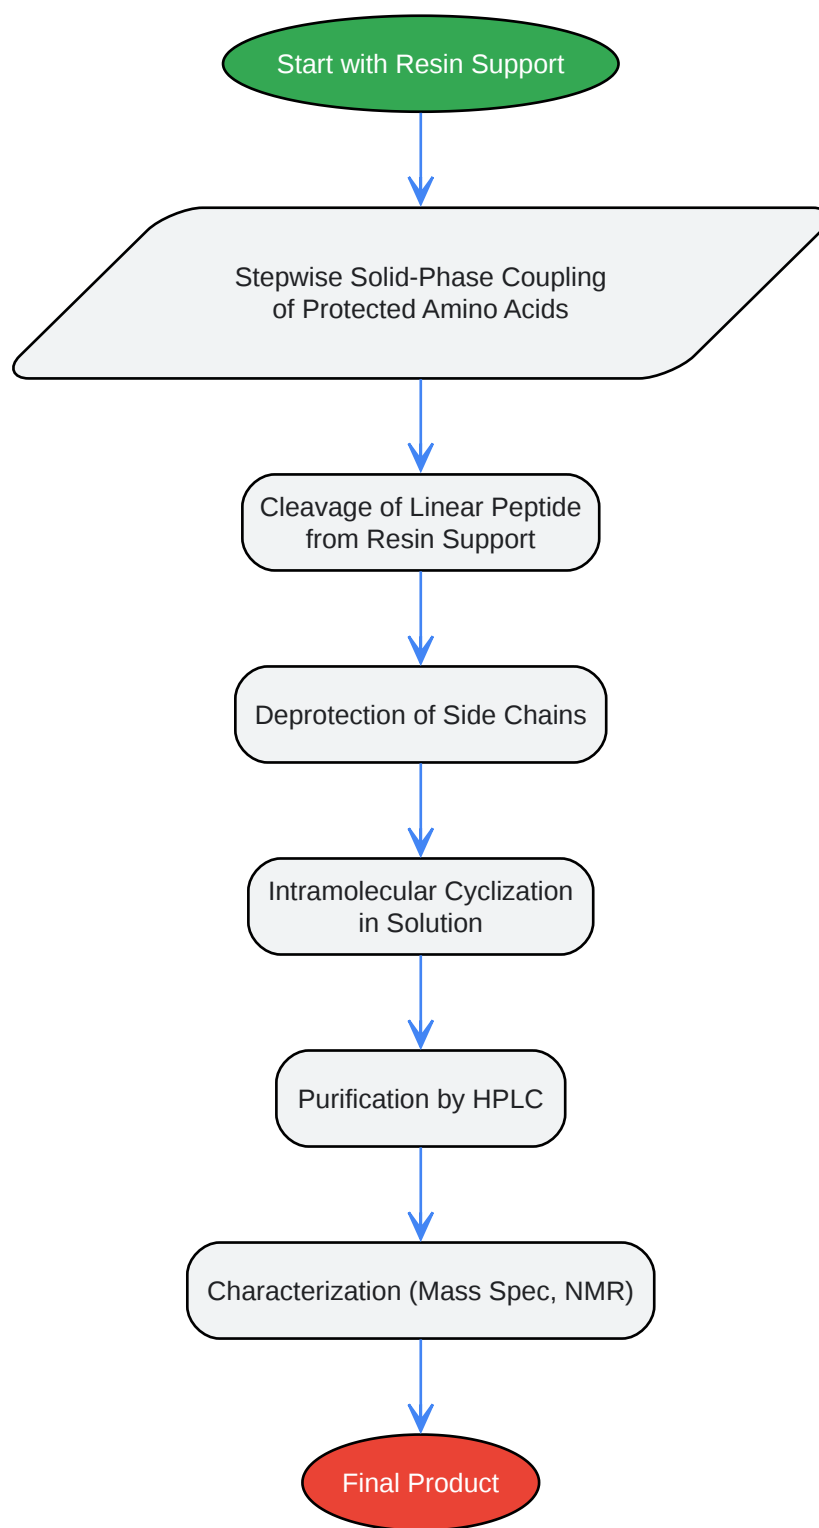 Start with Resin Support
Stepwise Solid-Phase Coupling
of Protected Amino Acids
Cleavage of Linear Peptide
from Resin Support
Deprotection of Side Chains
Intramolecular Cyclization
in Solution
Purification by HPLC
Characterization (Mass Spec, NMR)
Final Product